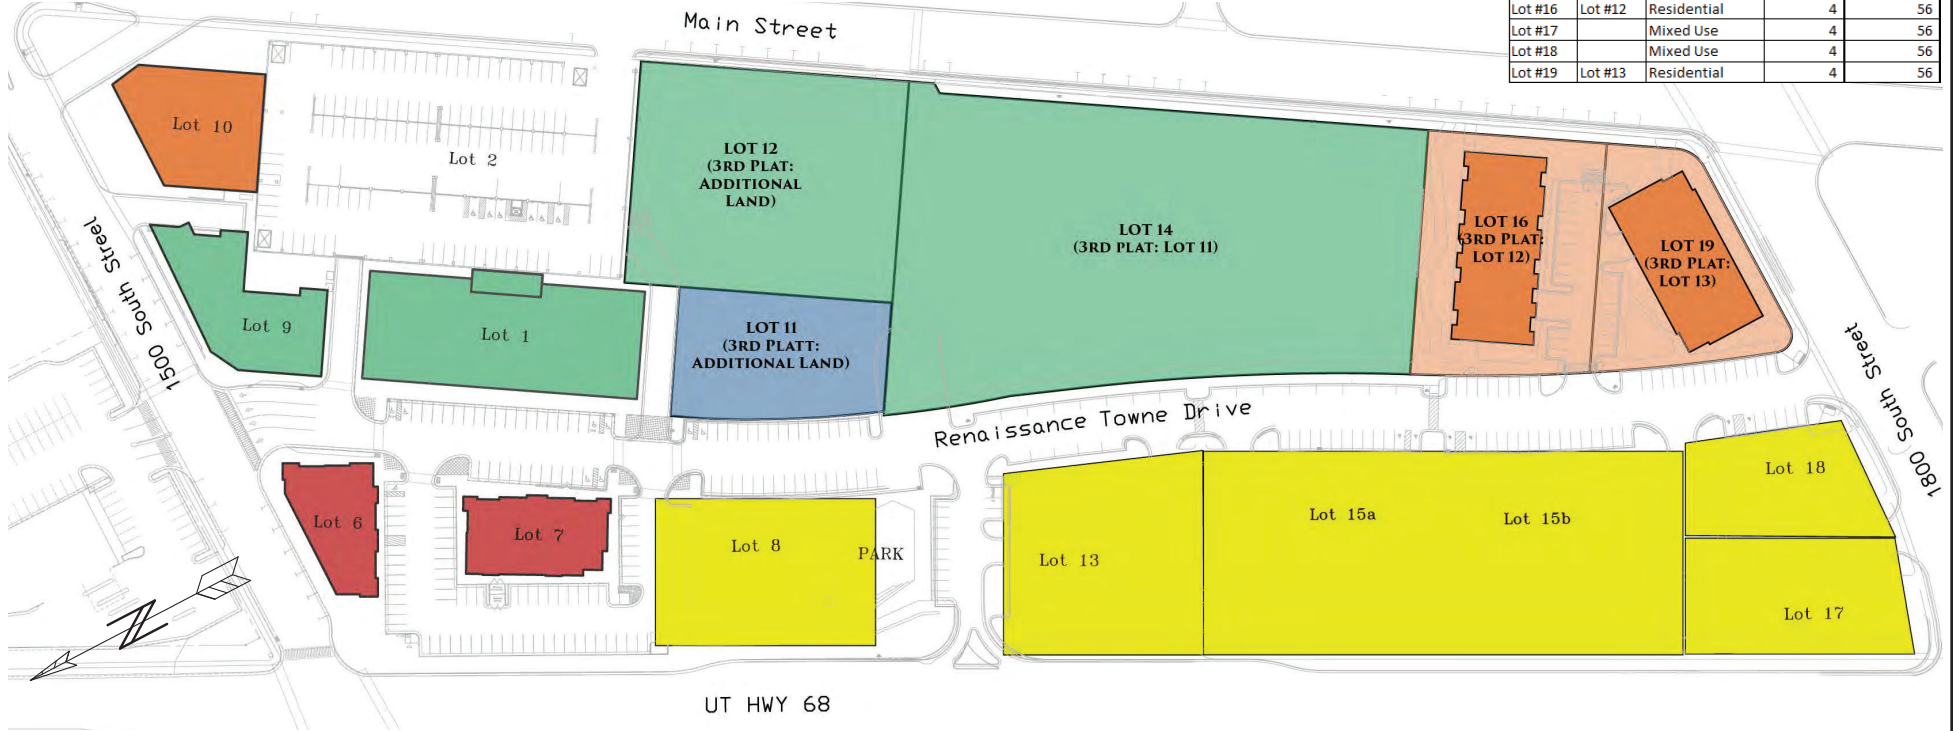 Main Street
Lot #16 Lot #12 Residential 4 56
Lot #17 Mixed Use 4 56
Lot #18 Mixed Use 4 56
Lot #19 Lot #13 Residential 4 56
Lot 10
Lot 2
LOT 12
(3RD PLAT:
ADDITIONAL
LAND)
LOT 14
(3RD PLAT: LOT 11)
LOT 16
(3RD PLAT:
LOT 12)
LOT 19
(3RD PLAT:
LOT 13)
1500 South Street
Lot 9
Lot 1
LOT 11
(3RD PLATT:
ADDITIONAL LAND)
Renaissance Towne Drive
1800 South Street
Lot 6
Lot 7
Lot 8
PARK
Lot 13
Lot 15a
Lot 15b
Lot 18
Lot 17
N
UT HWY 68